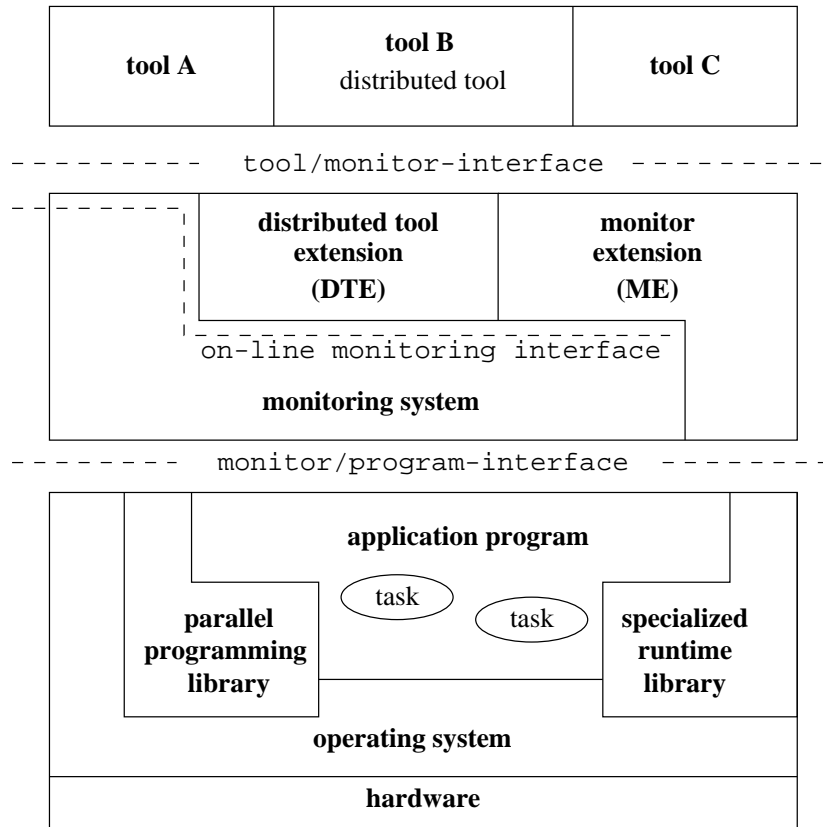 tool A
tool B
distributed tool
tool C
tool/monitor-interface
distributed tool
extension
(DTE)
monitor
extension
(ME)
on-line monitoring interface
monitoring system
monitor/program-interface
application program
task
task
parallel
programming
library
specialized
runtime
library
operating system
hardware